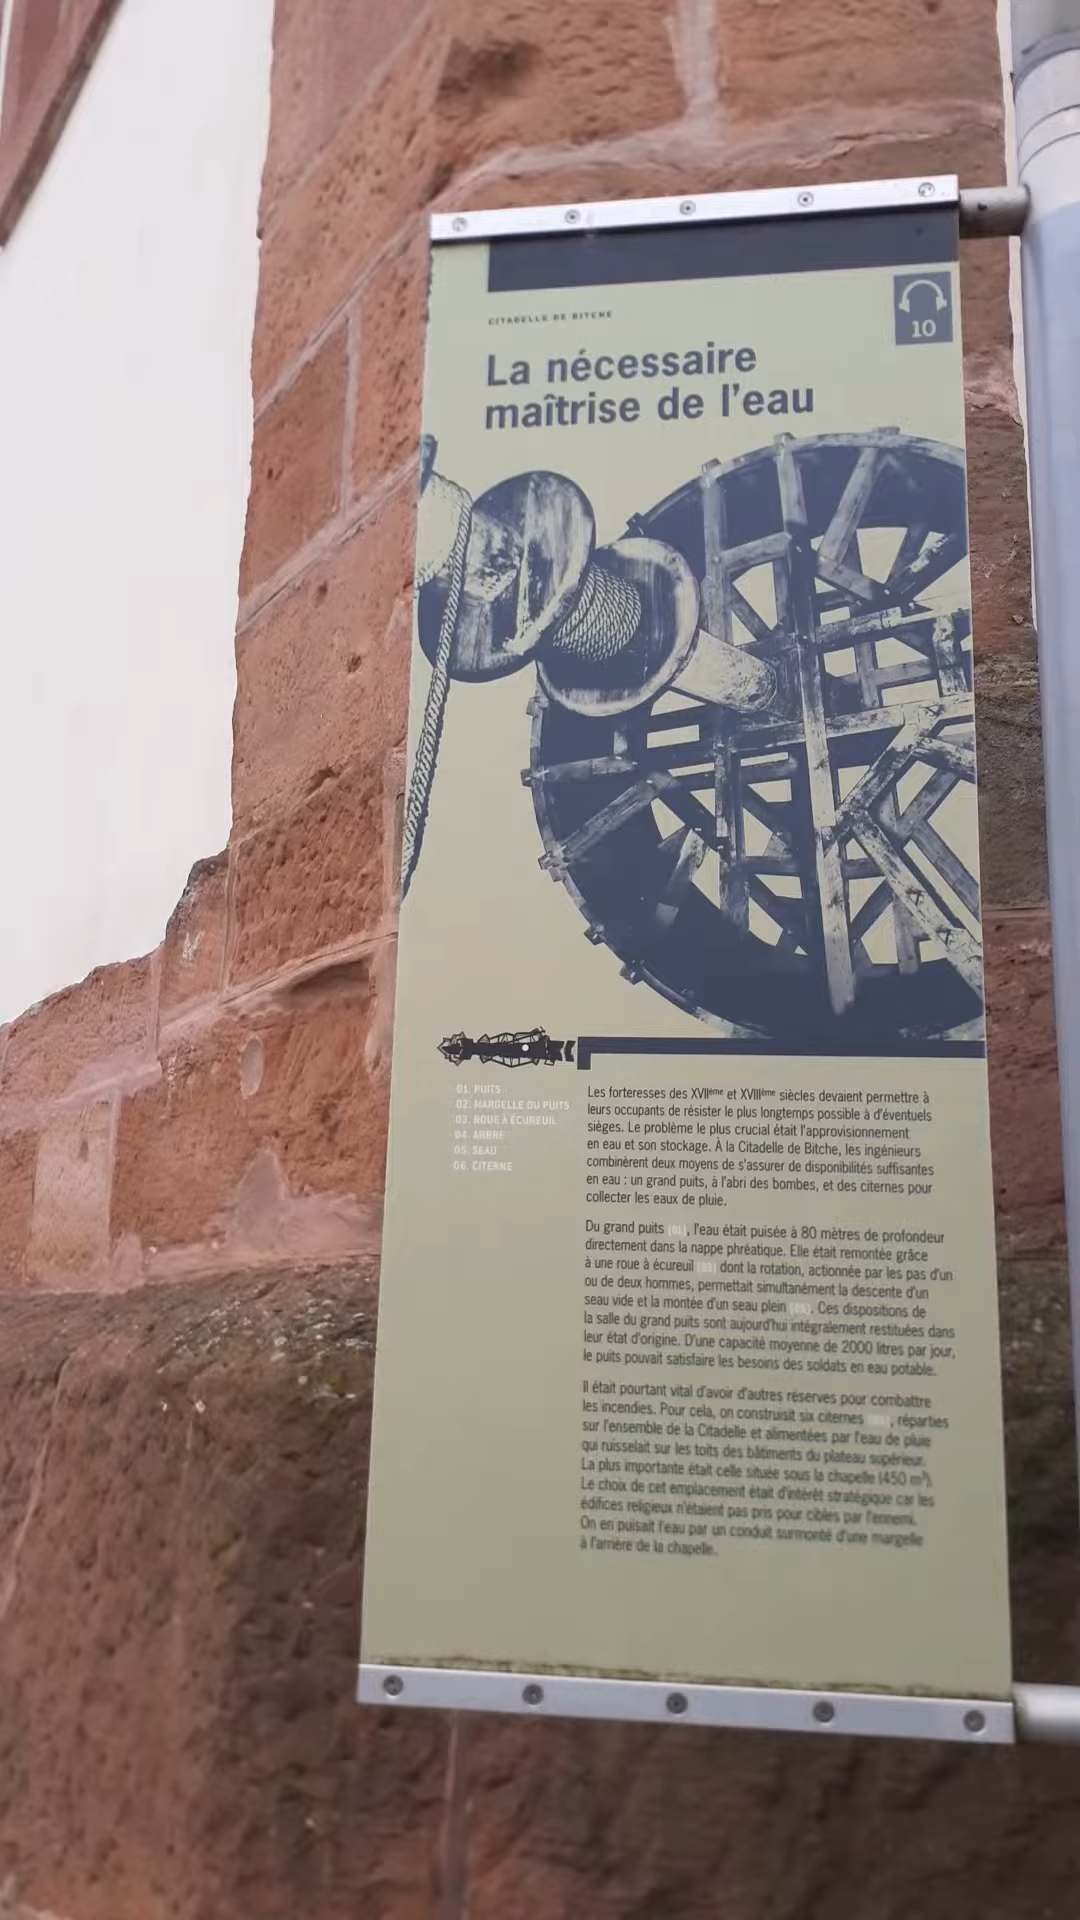 CITADELLE DE BITCHE
10
La nécessaire
maîtrise de l'eau
01. PUITS
02. MARGELLE DU PUITS
03. ROUE À ÉCUREUIL
04. ARBRE
05. SEAU
06. CITERNE
Les forteresses des XVIIème et XVIIIème siècles devaient permettre à
leurs occupants de résister le plus longtemps possible à d'éventuels
sièges. Le problème le plus crucial était l'approvisionnement
en eau et son stockage. À la Citadelle de Bitche, les ingénieurs
combinèrent deux moyens de s'assurer de disponibilités suffisantes
en eau : un grand puits, à l'abri des bombes, et des citernes pour
collecter les eaux de pluie.
Du grand puits [01], l'eau était puisée à 80 mètres de profondeur
directement dans la nappe phréatique. Elle était remontée grâce
à une roue à écureuil [03] dont la rotation, actionnée par les pas d'un
ou de deux hommes, permettait simultanément la descente d'un
seau vide et la montée d'un seau plein [05]. Ces dispositions de
la salle du grand puits sont aujourd'hui intégralement restituées dans
leur état d'origine. D'une capacité moyenne de 2000 litres par jour,
le puits pouvait satisfaire les besoins des soldats en eau potable.
Il était pourtant vital d'avoir d'autres réserves pour combattre
les incendies. Pour cela, on construisit six citernes , réparties
sur l'ensemble de la Citadelle et alimentées par l'eau de pluie
qui ruisselait sur les toits des bâtiments du plateau supérieur.
La plus importante était celle située sous la chapelle (450 m³).
Le choix de cet emplacement était d'intérêt stratégique car les
édifices religieux n'étaient pas pris pour cibles par l'ennemi.
On en puisait l'eau par un conduit surmonté d'une margelle
à l'arrière de la chapelle.